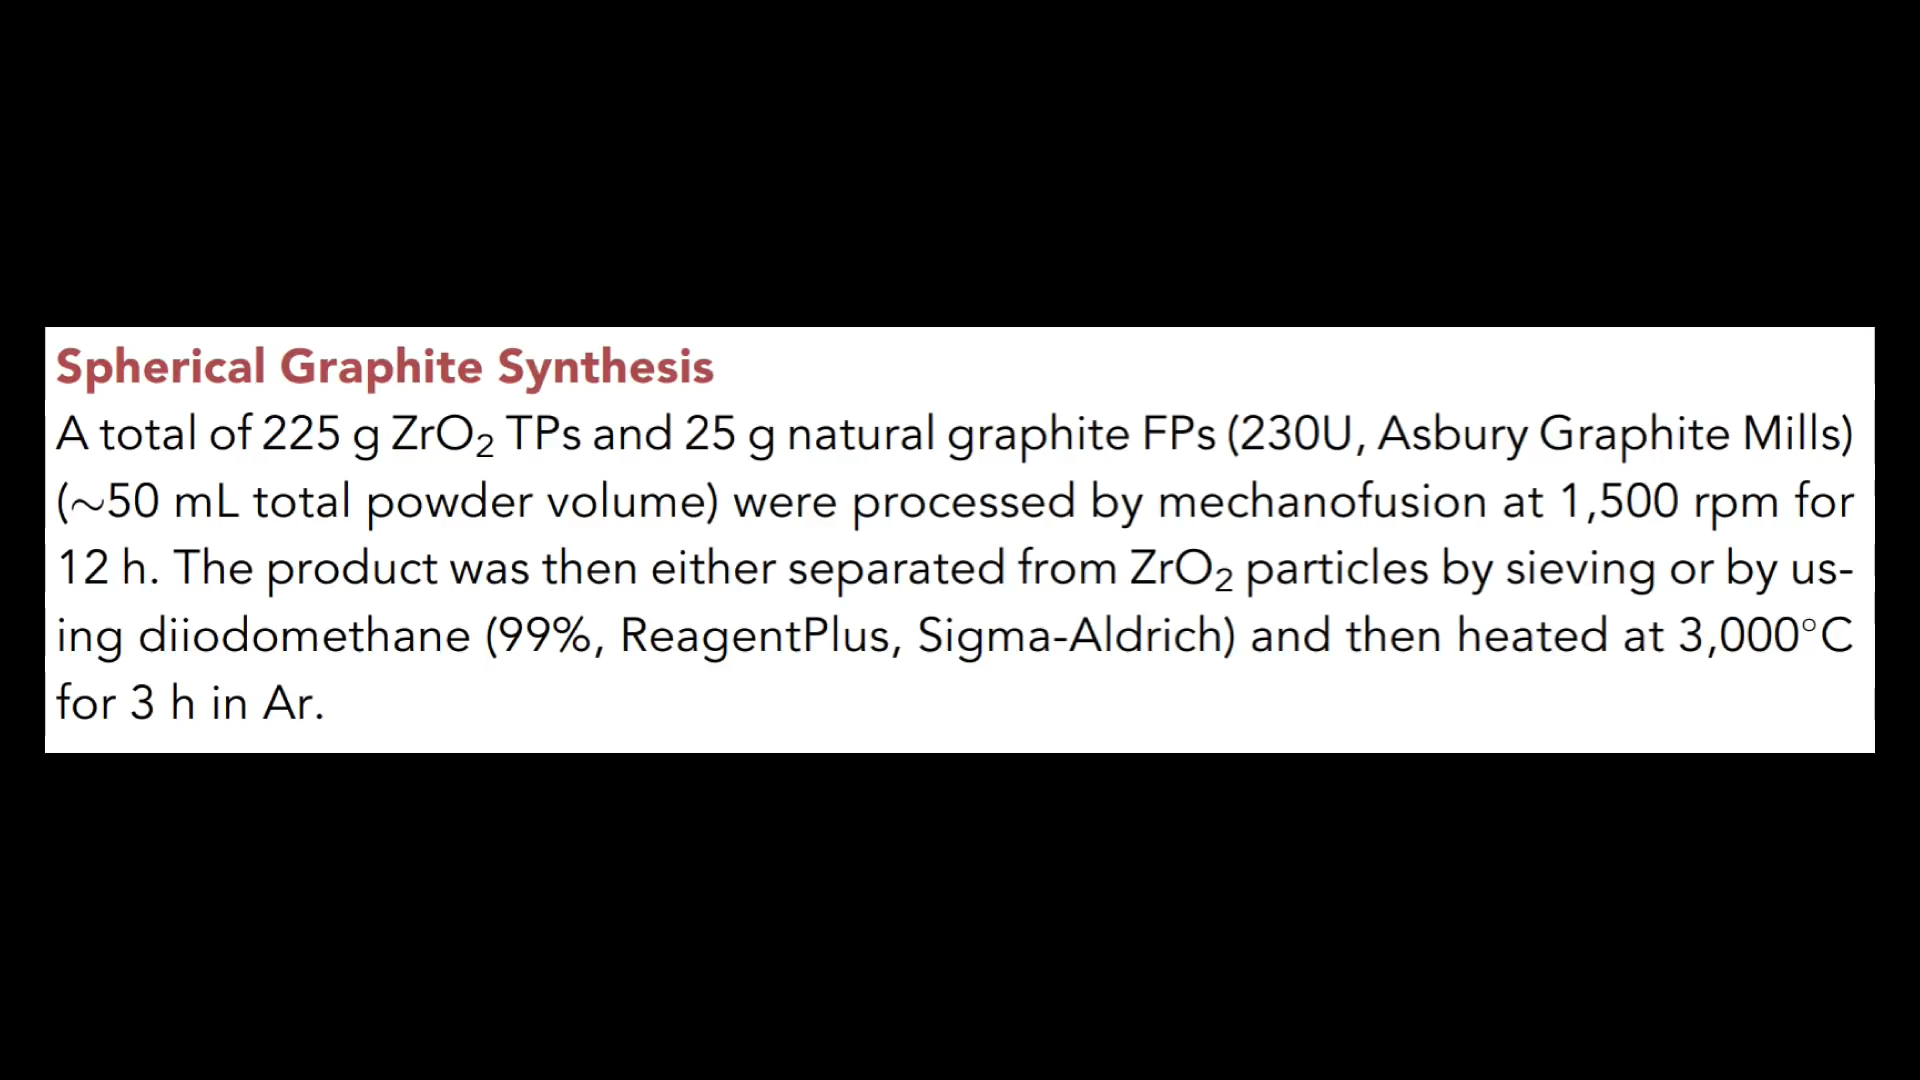 Spherical Graphite Synthesis
A total of 225 g ZrO₂ TPs and 25 g natural graphite FPs (230U, Asbury Graphite Mills)
(~50 mL total powder volume) were processed by mechanofusion at 1,500 rpm for
12 h. The product was then either separated from ZrO₂ particles by sieving or by us-
ing diiodomethane (99%, ReagentPlus, Sigma-Aldrich) and then heated at 3,000°C
for 3 h in Ar.